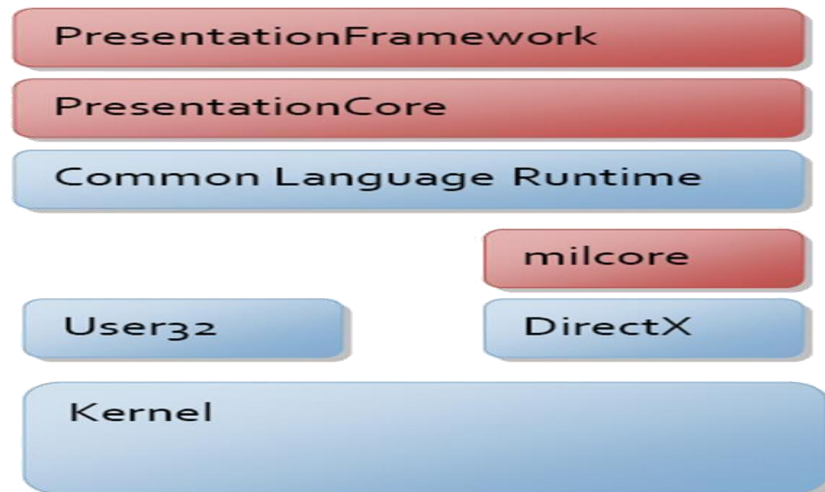 PresentationFramework
PresentationCore
Common Language Runtime
milcore
User32
DirectX
Kernel